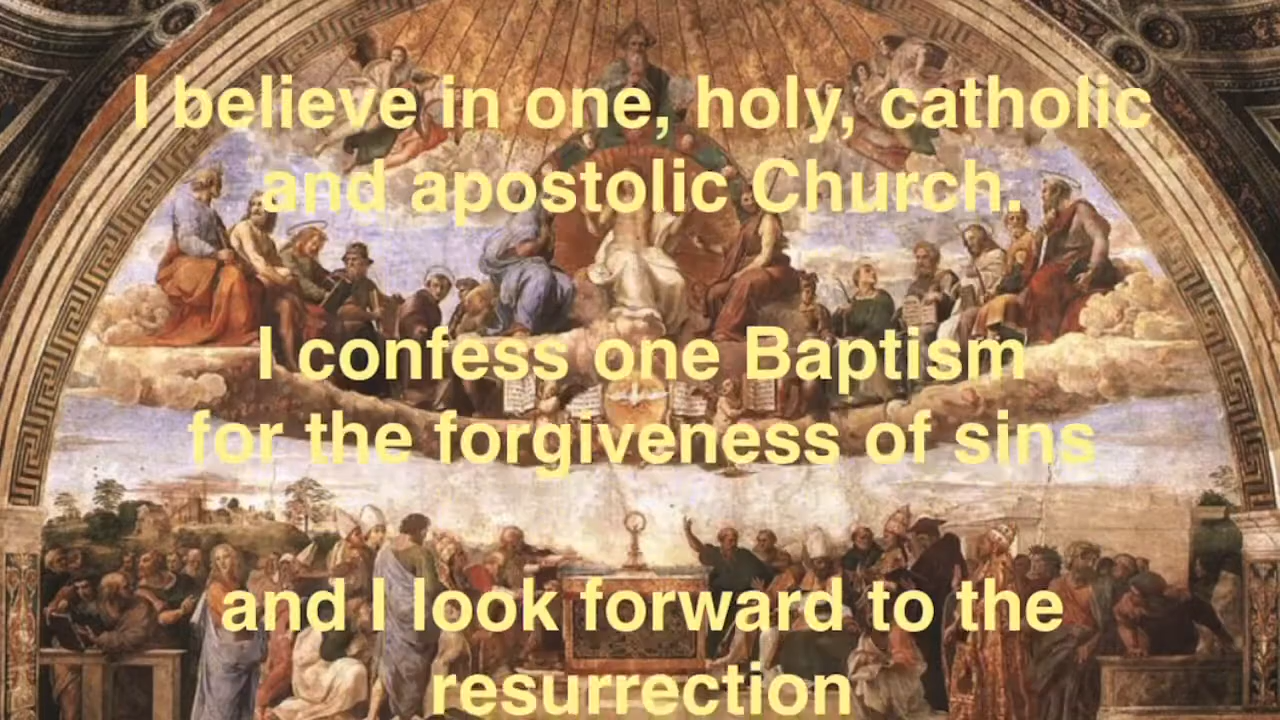 I believe in one, holy, catholic
and apostolic Church.
I confess one Baptism
for the forgiveness of sins
and I look forward to the
resurrection